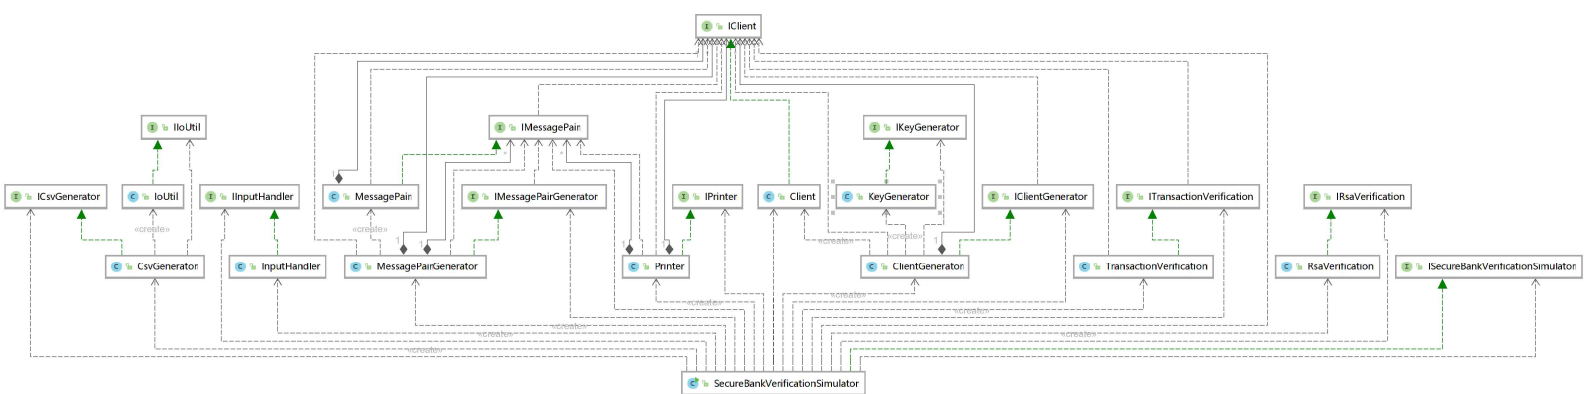 IClient
IIoUtil
IMessagePair
IKeyGenerator
ICsvGenerator
IoUtil
IInputHandler
MessagePair
IMessagePairGenerator
IPrinter
Client
KeyGenerator
IClientGenerator
ITransactionVerification
IRsaVerification
«create»
«create»
«create»
«create»
CsvGenerator
InputHandler
MessagePairGenerator
Printer
ClientGenerator
TransactionVerification
RsaVerification
ISecureBankVerificationSimulator
«create»
«create»
«create»
«create»
«create»
«create»
«create»
SecureBankVerificationSimulator